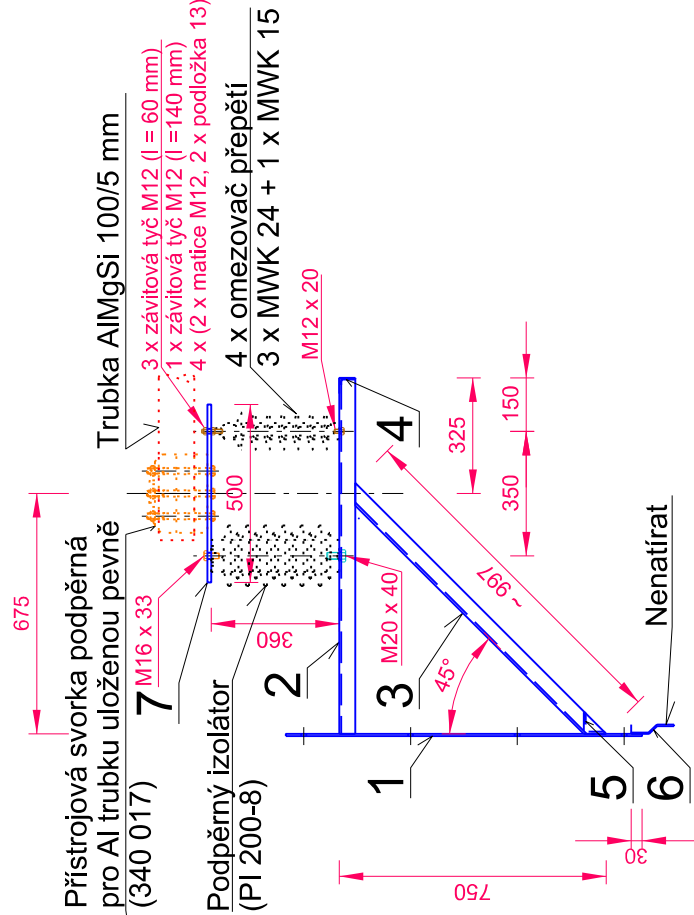 675
Přístrojová svorka podpěrná
pro Al trubku uloženou pevně
(340 017)
Trubka AlMgSi 100/5 mm
3 x závitová tyč M12 (l = 60 mm)
1 x závitová tyč M12 (l =140 mm)
4 x (2 x matice M12, 2 x podložka 13)
M16 x 33
7
500
4 x omezovač přepětí
3 x MWK 24 + 1 x MWK 15
Podpěrný izolátor
(PI 200-8)
360
M12 x 20
2
M20 x 40
4
325
350
150
3
45°
~ 997
1
5
6
Nenatírat
750
30